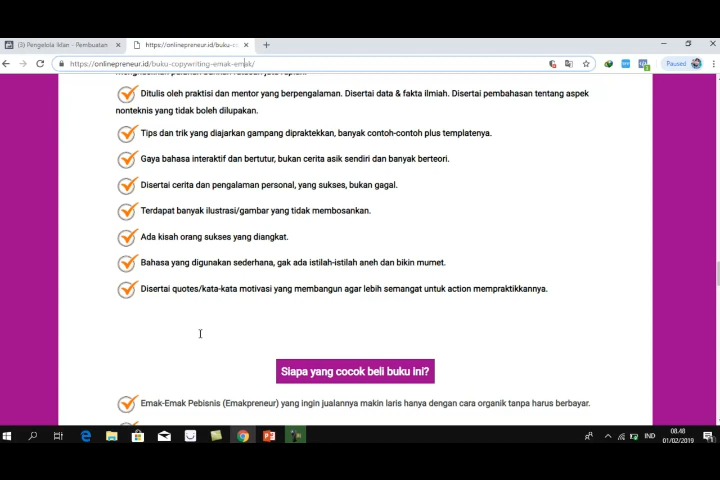 (3) Pengelola Iklan - Pembuatan
https://onlinepreneur.id/buku-co
https://onlinepreneur.id/buku-copywriting-emak-emak/
Paused
Ditulis oleh praktisi dan mentor yang berpengalaman. Disertai data & fakta ilmiah. Disertai pembahasan tentang aspek
nonteknis yang tidak boleh dilupakan.
Tips dan trik yang diajarkan gampang dipraktekkan, banyak contoh-contoh plus templatenya.
Gaya bahasa interaktif dan bertutur, bukan cerita asik sendiri dan banyak berteori.
Disertai cerita dan pengalaman personal, yang sukses, bukan gagal.
Terdapat banyak ilustrasi/gambar yang tidak membosankan.
Ada kisah orang sukses yang diangkat.
Bahasa yang digunakan sederhana, gak ada istilah-istilah aneh dan bikin mumet.
Disertai quotes/kata-kata motivasi yang membangun agar lebih semangat untuk action mempraktikkannya.
Siapa yang cocok beli buku ini?
Emak-Emak Pebisnis (Emakpreneur) yang ingin jualannya makin laris hanya dengan cara organik tanpa harus berbayar.
IND
08.48
01/02/2019